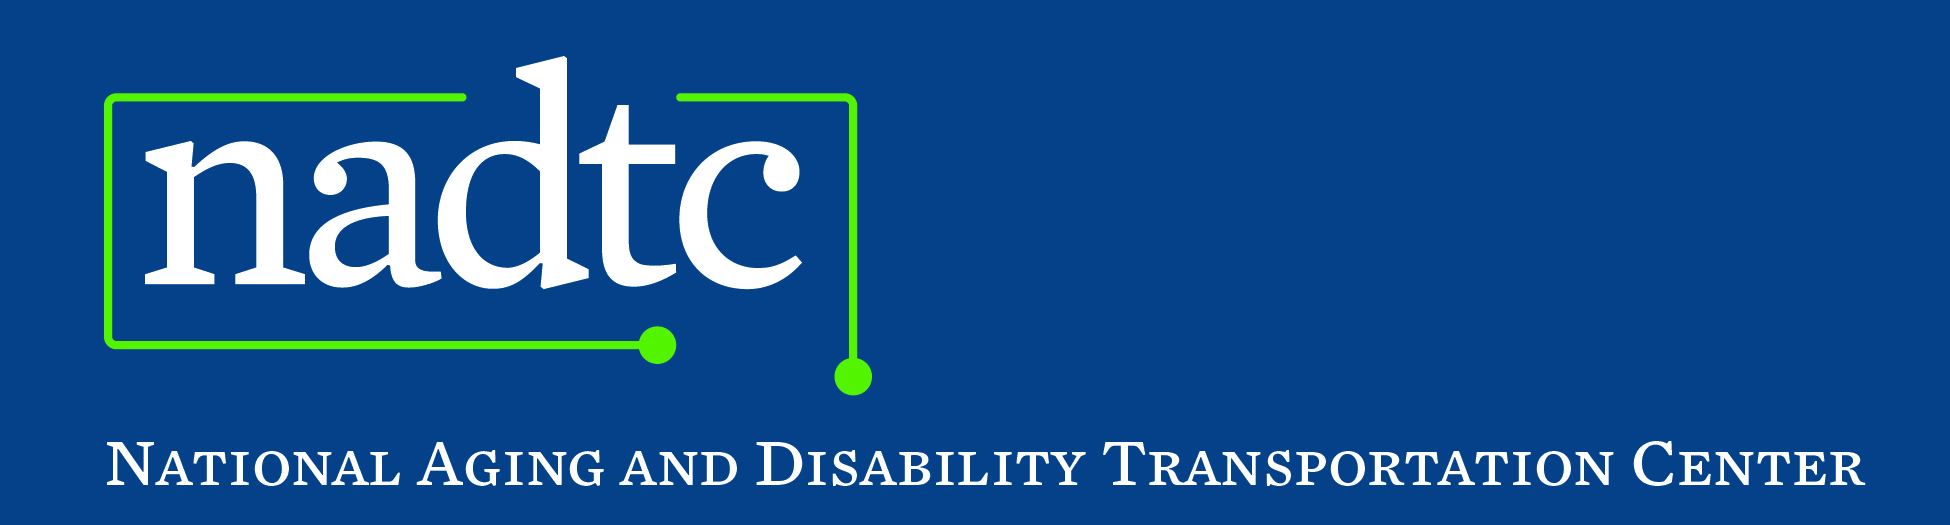 nadtc
National Aging and Disability Transportation Center